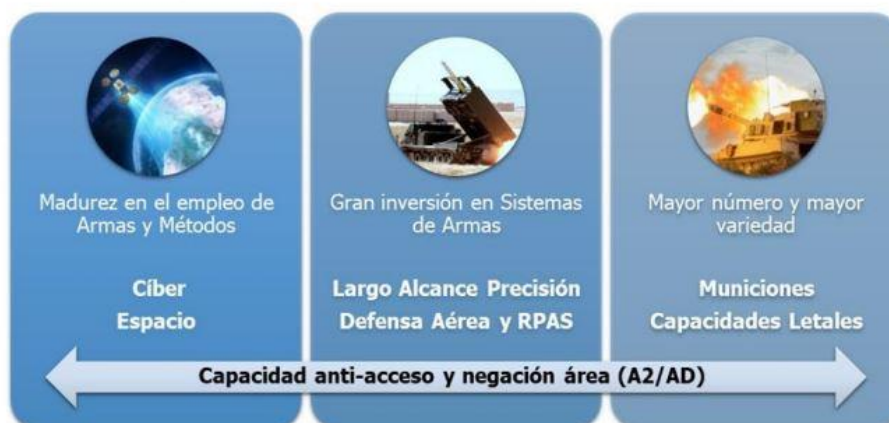 Madurez en el empleo de
Armas y Métodos
Cíber
Espacio
Gran inversión en Sistemas
de Armas
Largo Alcance Precisión
Defensa Aérea y RPAS
Mayor número y mayor
variedad
Municiones
Capacidades Letales
Capacidad anti-acceso y negación área (A2/AD)